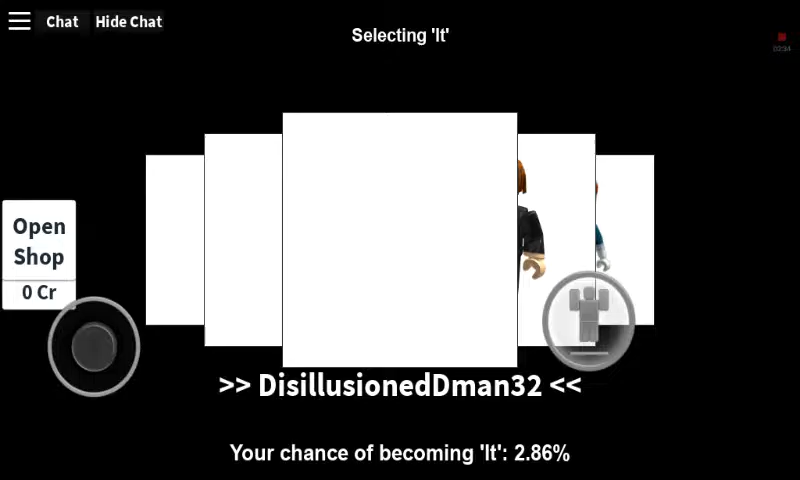 Chat
Hide Chat
Selecting 'It'
Open
Shop
0 Cr
>> DisillusionedDman32 <<
Your chance of becoming 'It': 2.86%